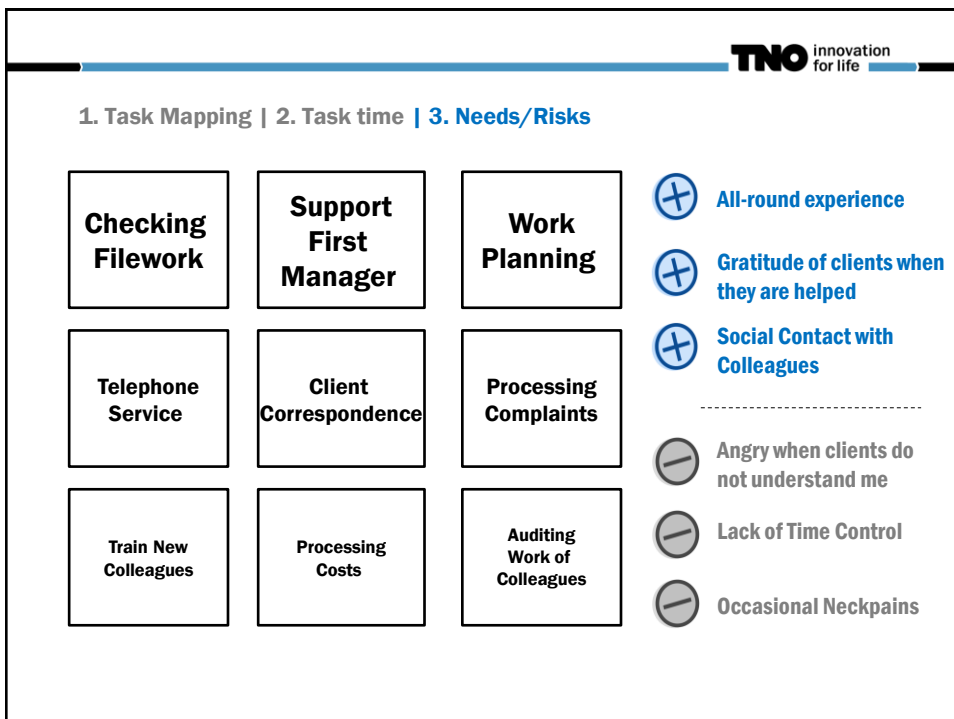 TNO innovation
for life
1. Task Mapping | 2. Task time | 3. Needs/Risks
Checking
Filework
Support
First
Manager
Work
Planning
Telephone
Service
Client
Correspondence
Processing
Complaints
Train New
Colleagues
Processing
Costs
Auditing
Work of
Colleagues
All-round experience
Gratitude of clients when
they are helped
Social Contact with
Colleagues
Angry when clients do
not understand me
Lack of Time Control
Occasional Neckpains